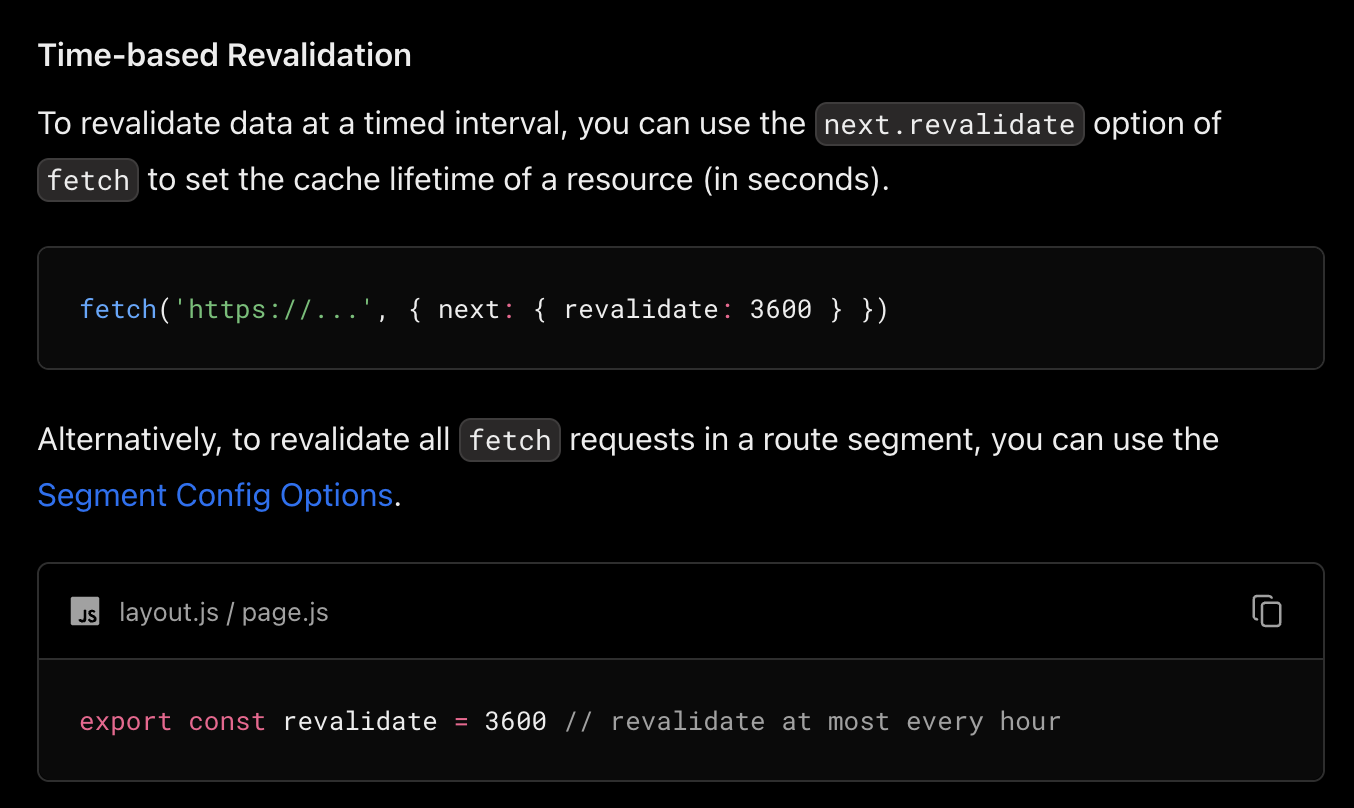 Time-based Revalidation
To revalidate data at a timed interval, you can use the next.revalidate option of
fetch to set the cache lifetime of a resource (in seconds).
fetch('https://...', { next: { revalidate: 3600 } })
Alternatively, to revalidate all fetch requests in a route segment, you can use the
Segment Config Options.
JS layout.js / page.js
export const revalidate = 3600 // revalidate at most every hour